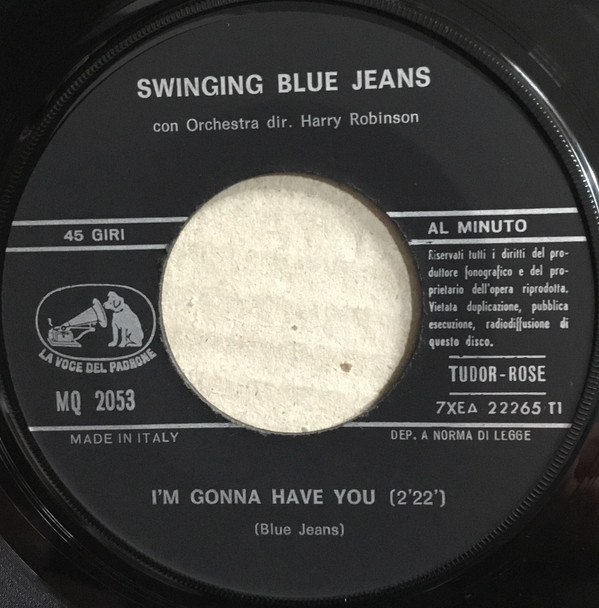 SWINGING BLUE JEANS
con Orchestra dir. Harry Robinson
45 GIRI
AL MINUTO
Riservati tutti i diritti del pro-
duttore fonografico e del pro-
prietario dell'opera riprodotta.
Vietata duplicazione, pubblica
esecuzione, radiodiffusione di
questo disco.
LA VOCE DEL PADRONE
TUDOR-ROSE
MQ 2053
7XEA 22265 T1
MADE IN ITALY
DEP. A NORMA DI LEGGE
I'M GONNA HAVE YOU (2'22')
(Blue Jeans)